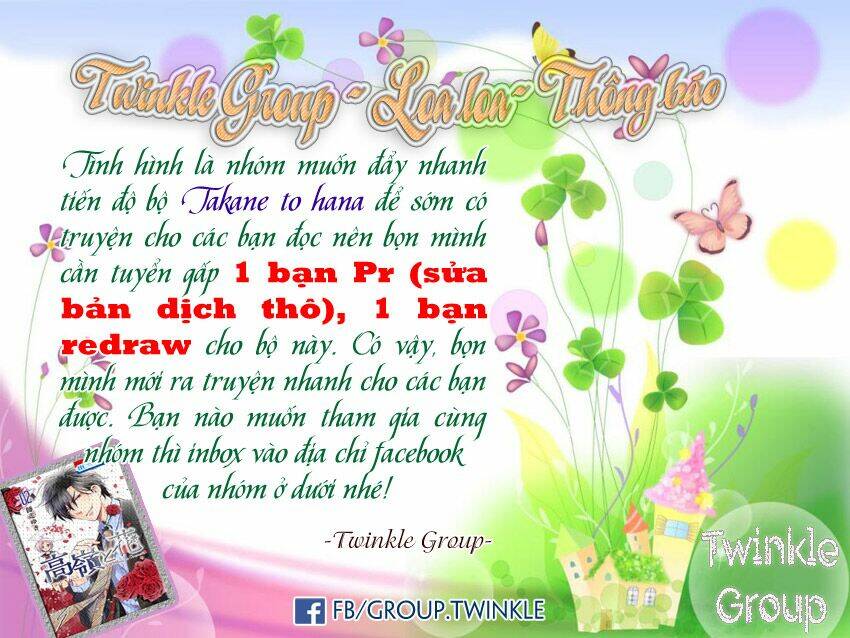 Twinkle Group ~ Loa loa ~ Thông báo
Tình hình là nhóm muốn đẩy nhanh
tiến độ bộ Takane to hana để sớm có
truyện cho các bạn đọc nên bọn mình
cần tuyển gấp 1 bạn Pr (sửa
bản dịch thô), 1 bạn
redraw cho bộ này. Có vậy, bọn
mình mới ra truyện nhanh cho các bạn
được. Bạn nào muốn tham gia cùng
nhóm thì inbox vào địa chỉ facebook
của nhóm ở dưới nhé!
-Twinkle Group-
高嶺と花
FB/GROUP.TWINKLE
Twinkle
Group